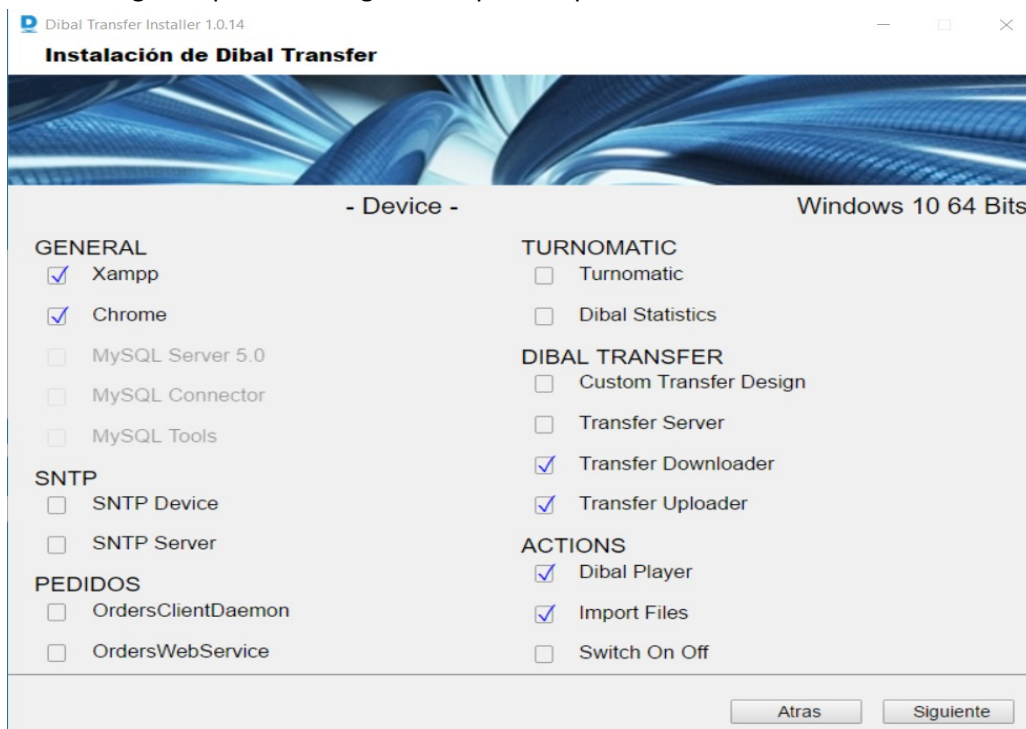 Dibal Transfer Installer 1.0.14
Instalación de Dibal Transfer
- Device -
Windows 10 64 Bits
GENERAL
Xampp
Chrome
MySQL Server 5.0
MySQL Connector
MySQL Tools
SNTP
SNTP Device
SNTP Server
PEDIDOS
OrdersClientDaemon
OrdersWebService
TURNOMATIC
Turnomatic
Dibal Statistics
DIBAL TRANSFER
Custom Transfer Design
Transfer Server
Transfer Downloader
Transfer Uploader
ACTIONS
Dibal Player
Import Files
Switch On Off
Atras
Siguiente